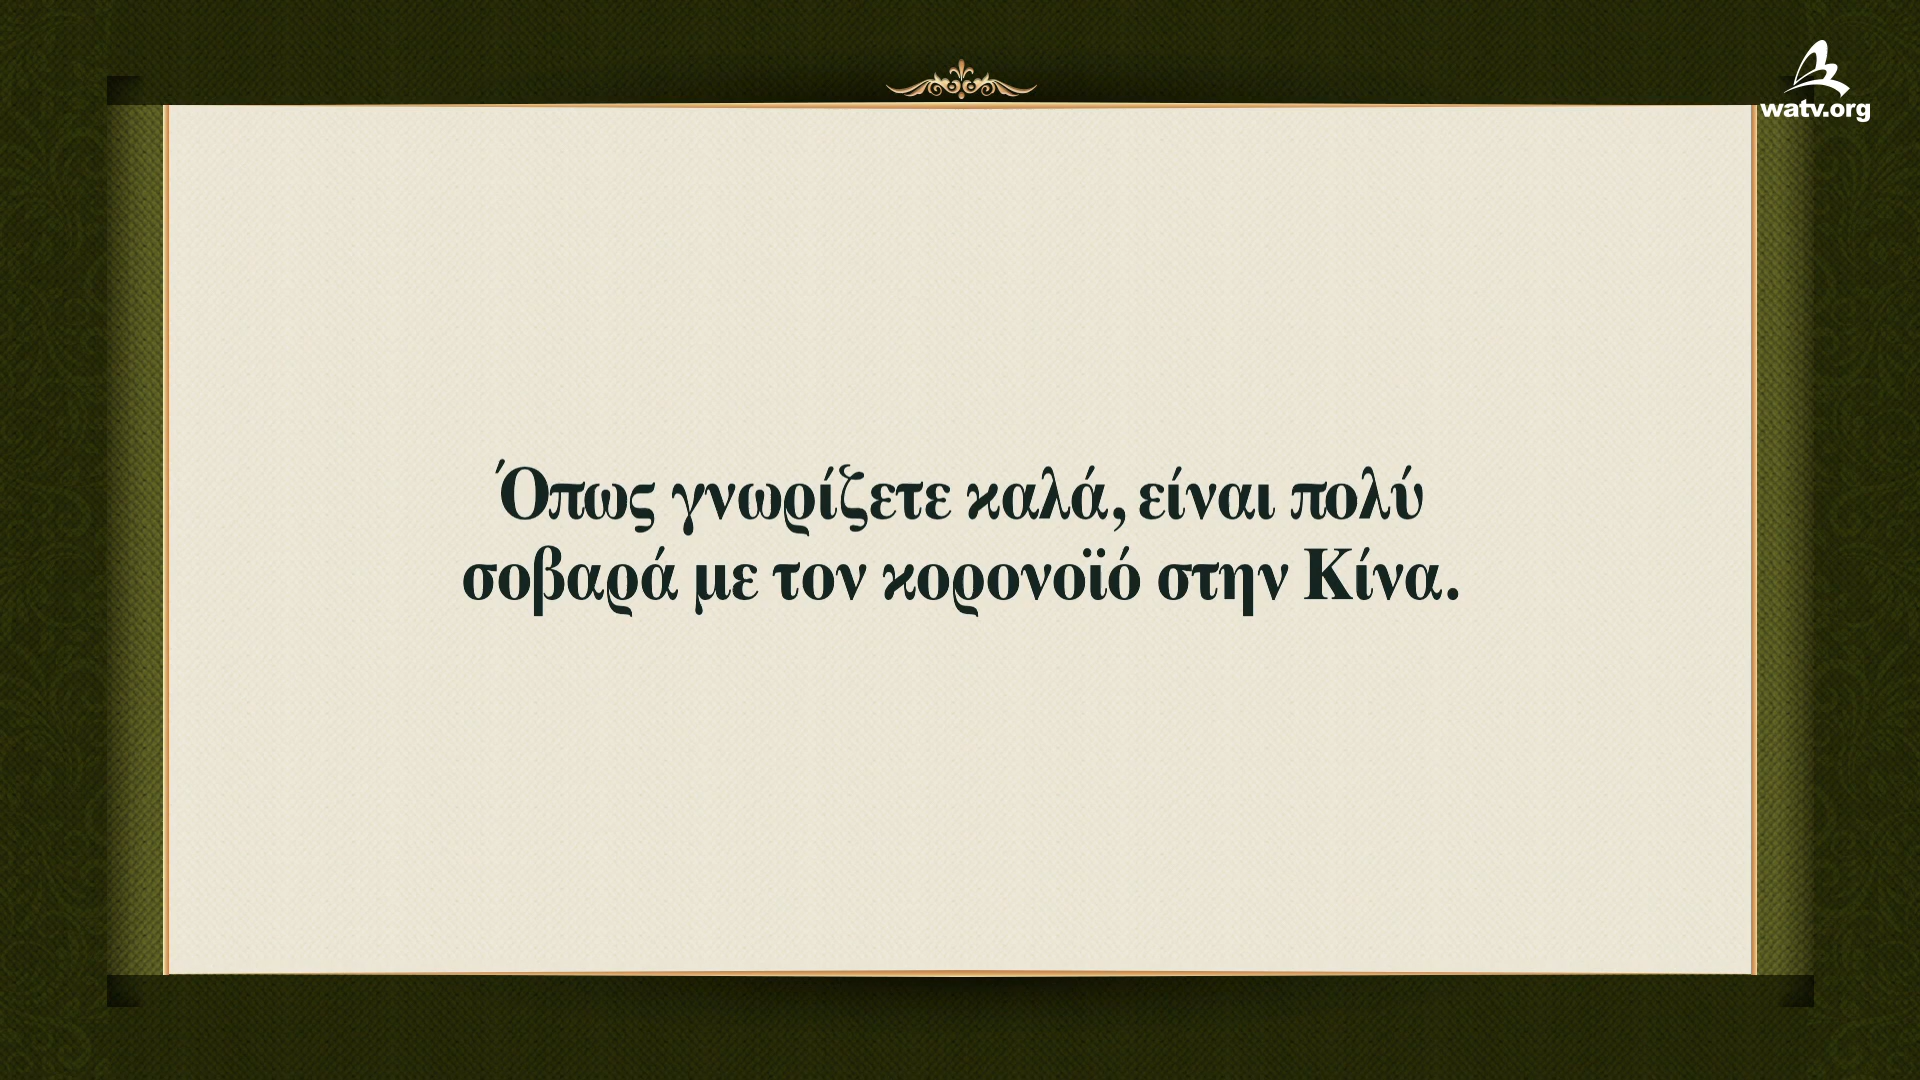 watv.org
Όπως γνωρίζετε καλά, είναι πολύ
σοβαρά με τον κορονοϊό στην Κίνα.